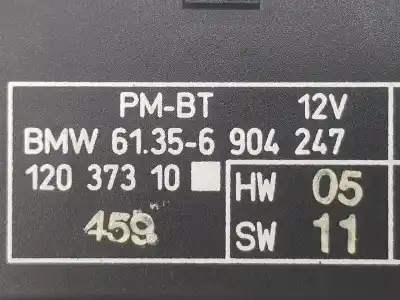 PM-BT 12V
BMW 61.35-6 904 247
120 373 10
HW 05
459
SW 11